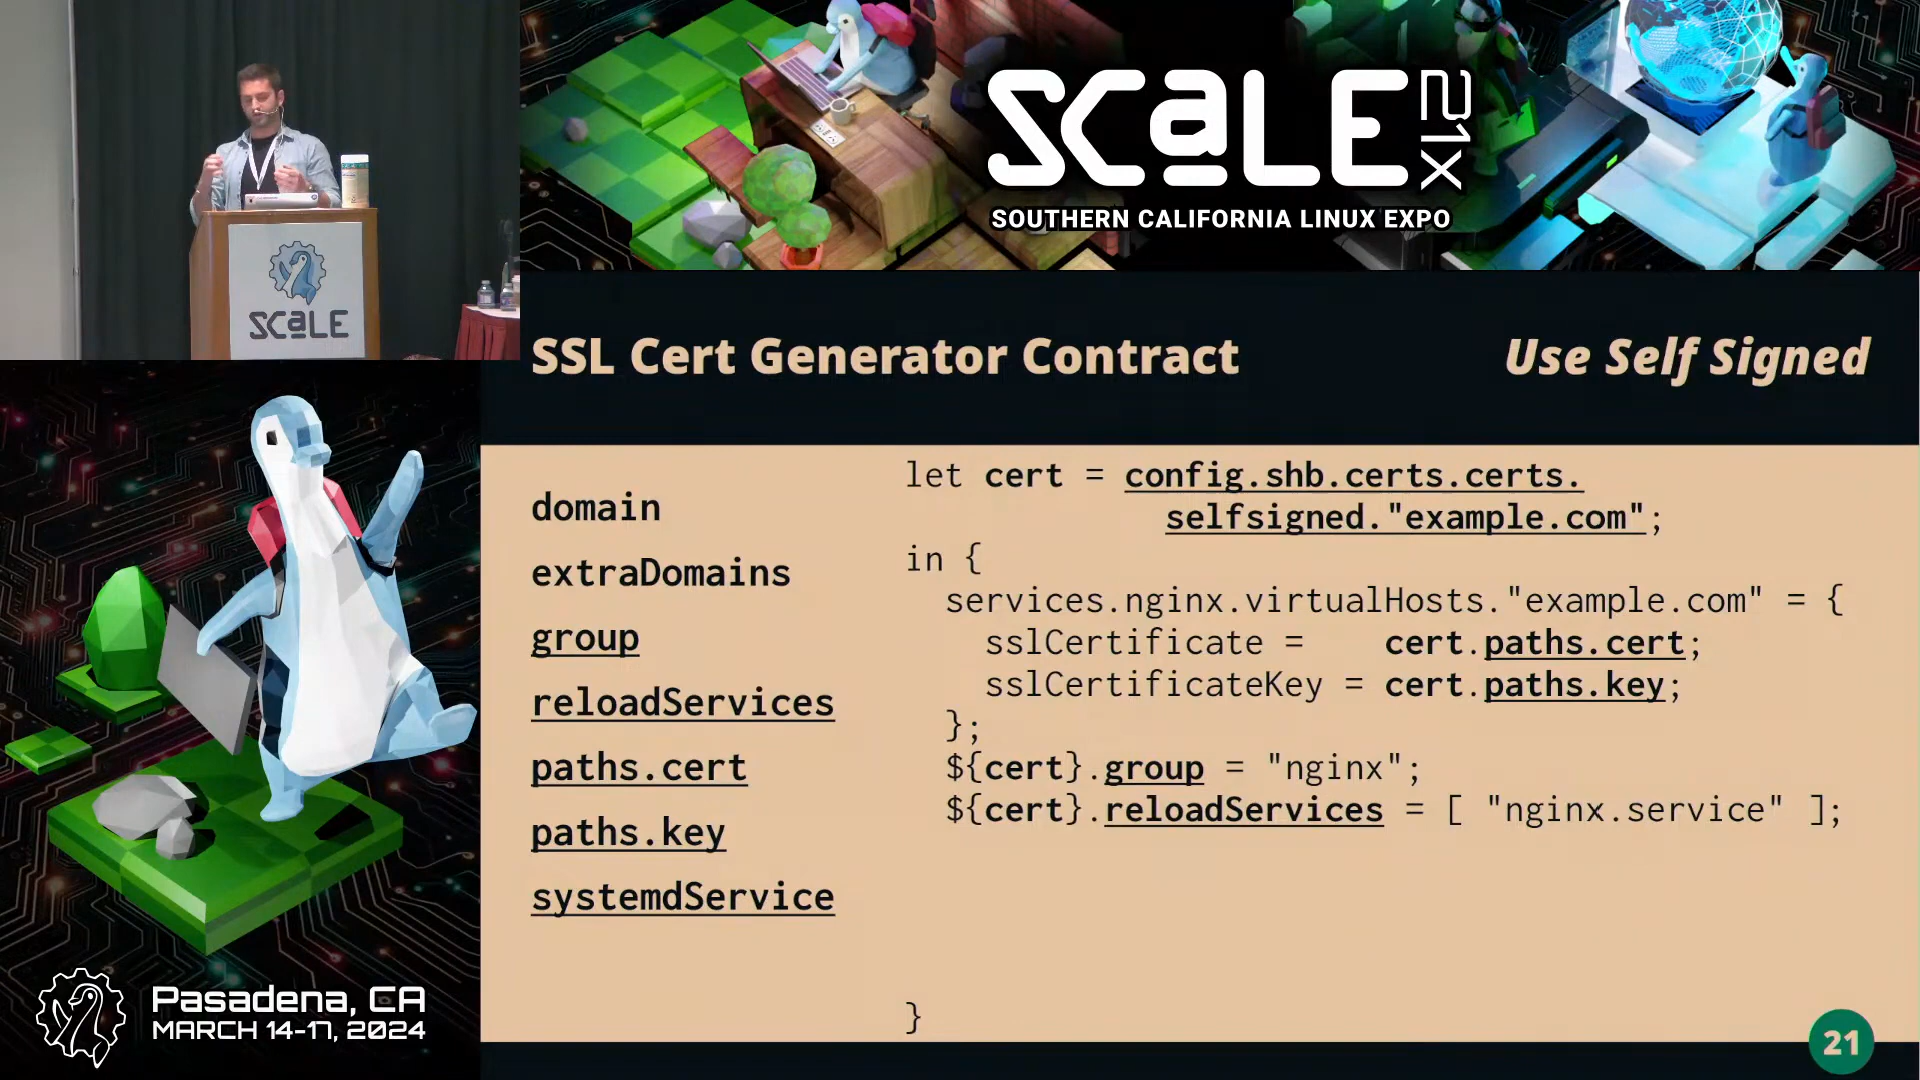 SCaLE 21x
SOUTHERN CALIFORNIA LINUX EXPO
SCaLE
SSL Cert Generator Contract
Use Self Signed
domain
extraDomains
group
reloadServices
paths.cert
paths.key
systemdService
let cert = config.shb.certs.certs.
selfsigned."example.com";
in {
services.nginx.virtualHosts."example.com" = {
sslCertificate = cert.paths.cert;
sslCertificateKey = cert.paths.key;
};
${cert}.group = "nginx";
${cert}.reloadServices = [ "nginx.service" ];
}
21
Pasadena, CA
MARCH 14-17, 2024